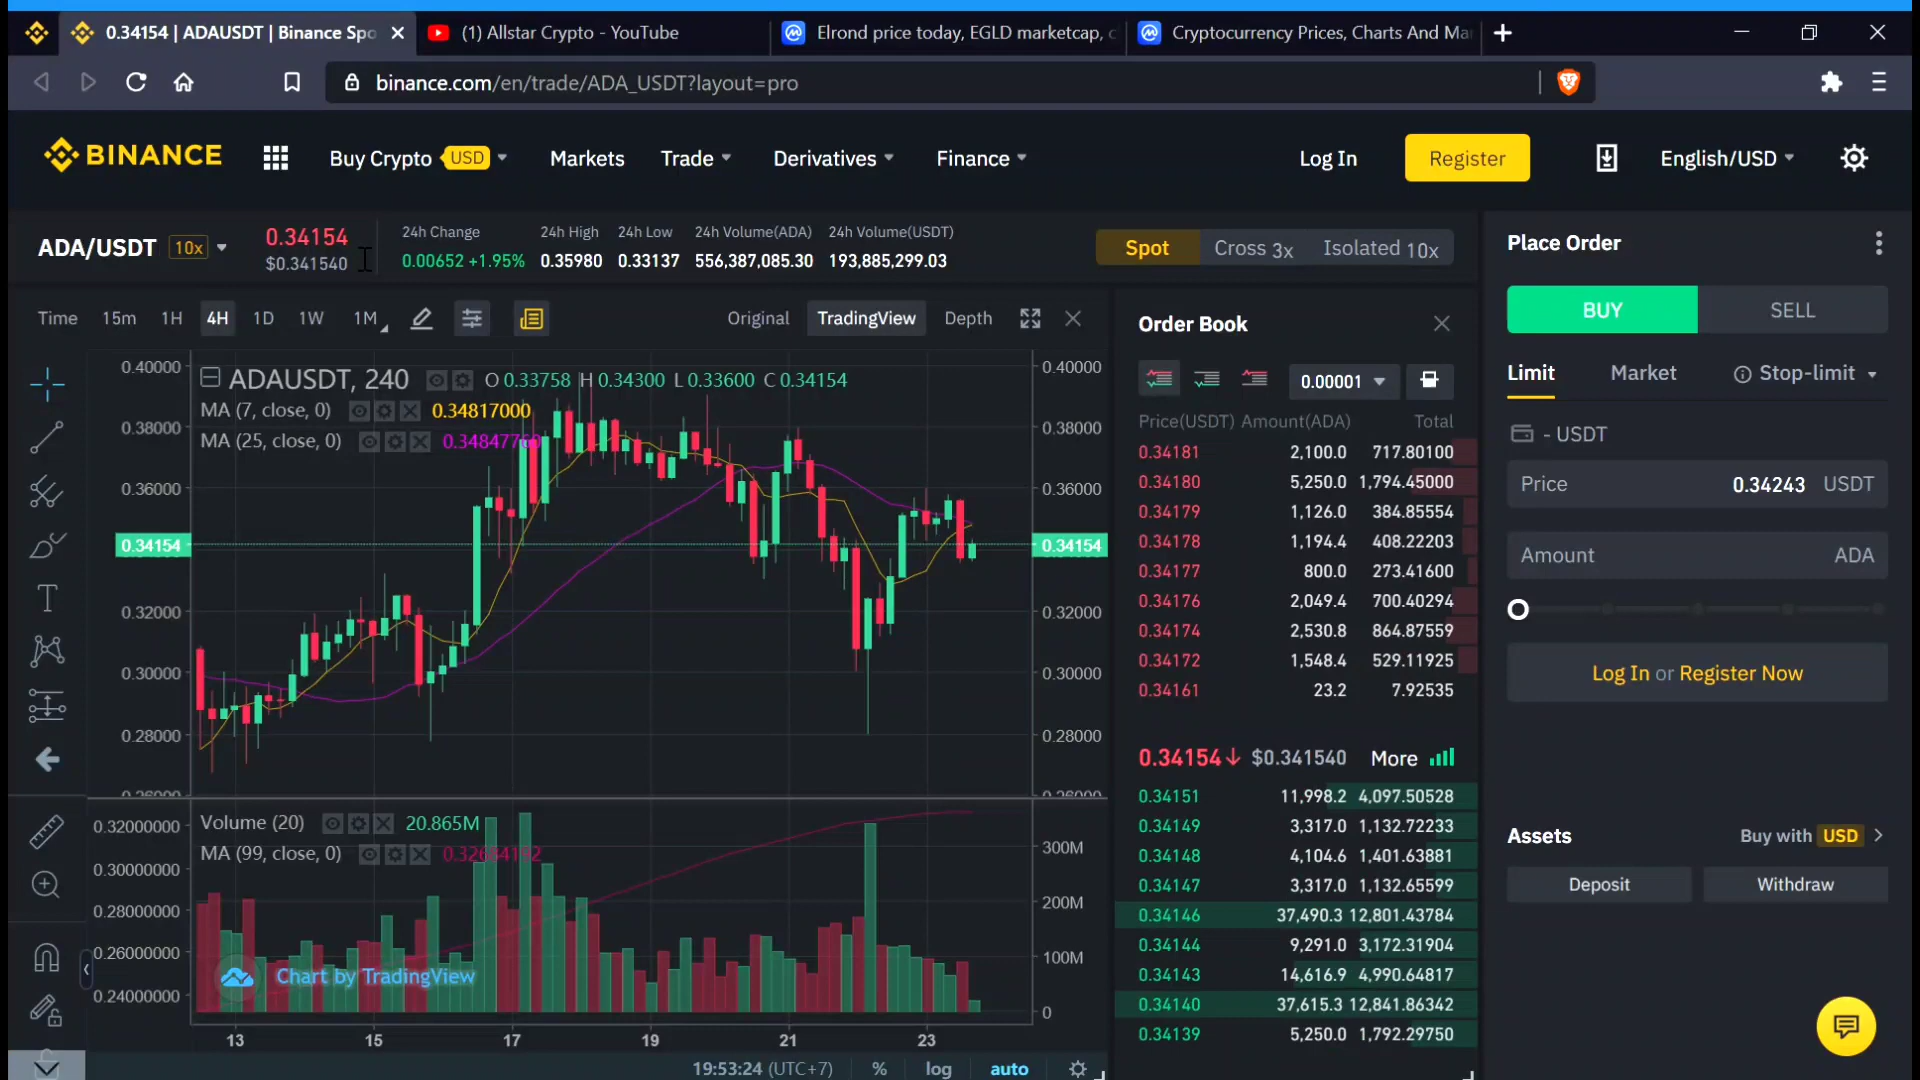 0.34154 | ADAUSDT | Binance Spo
(1) Allstar Crypto - YouTube
Elrond price today, EGLD marketcap, c
Cryptocurrency Prices, Charts And Ma
binance.com/en/trade/ADA_USDT?layout=pro
BINANCE
Buy Crypto USD
Markets
Trade
Derivatives
Finance
Log In
Register
English/USD
ADA/USDT 10x
0.34154
$0.341540
24h Change
0.00652 +1.95%
24h High
0.35980
24h Low
0.33137
24h Volume(ADA)
556,387,085.30
24h Volume(USDT)
193,885,299.03
Spot
Cross 3x
Isolated 10x
Time 15m 1H 4H 1D 1W 1M
Original TradingView Depth
ADAUSDT, 240 O 0.33758 H 0.34300 L 0.33600 C 0.34154
MA (7, close, 0) 0.34817000
MA (25, close, 0)
0.40000
0.38000
0.36000
0.34154
0.32000
0.30000
0.28000
0.40000
0.38000
0.36000
0.34154
0.32000
0.30000
0.28000
Volume (20) 20.865M
MA (99, close, 0)
0.32000000
0.30000000
0.28000000
0.26000000
0.24000000
300M
200M
100M
0
Chart by TradingView
13 15 17 19 21 23
19:53:24 (UTC+7) % log auto
Order Book
0.00001
Price(USDT) Amount(ADA) Total
0.34181 2,100.0 717.80100
0.34180 5,250.0 1,794.45000
0.34179 1,126.0 384.85554
0.34178 1,194.4 408.22203
0.34177 800.0 273.41600
0.34176 2,049.4 700.40294
0.34174 2,530.8 864.87559
0.34172 1,548.4 529.11925
0.34161 23.2 7.92535
0.34154 $0.341540 More
0.34151 11,998.2 4,097.50528
0.34149 3,317.0 1,132.72233
0.34148 4,104.6 1,401.63881
0.34147 3,317.0 1,132.65599
0.34146 37,490.3 12,801.43784
0.34144 9,291.0 3,172.31904
0.34143 14,616.9 4,990.64817
0.34140 37,615.3 12,841.86342
0.34139 5,250.0 1,792.29750
Place Order
BUY
SELL
Limit
Market
Stop-limit
- USDT
Price 0.34243 USDT
Amount ADA
Log In or Register Now
Assets
Buy with USD
Deposit
Withdraw